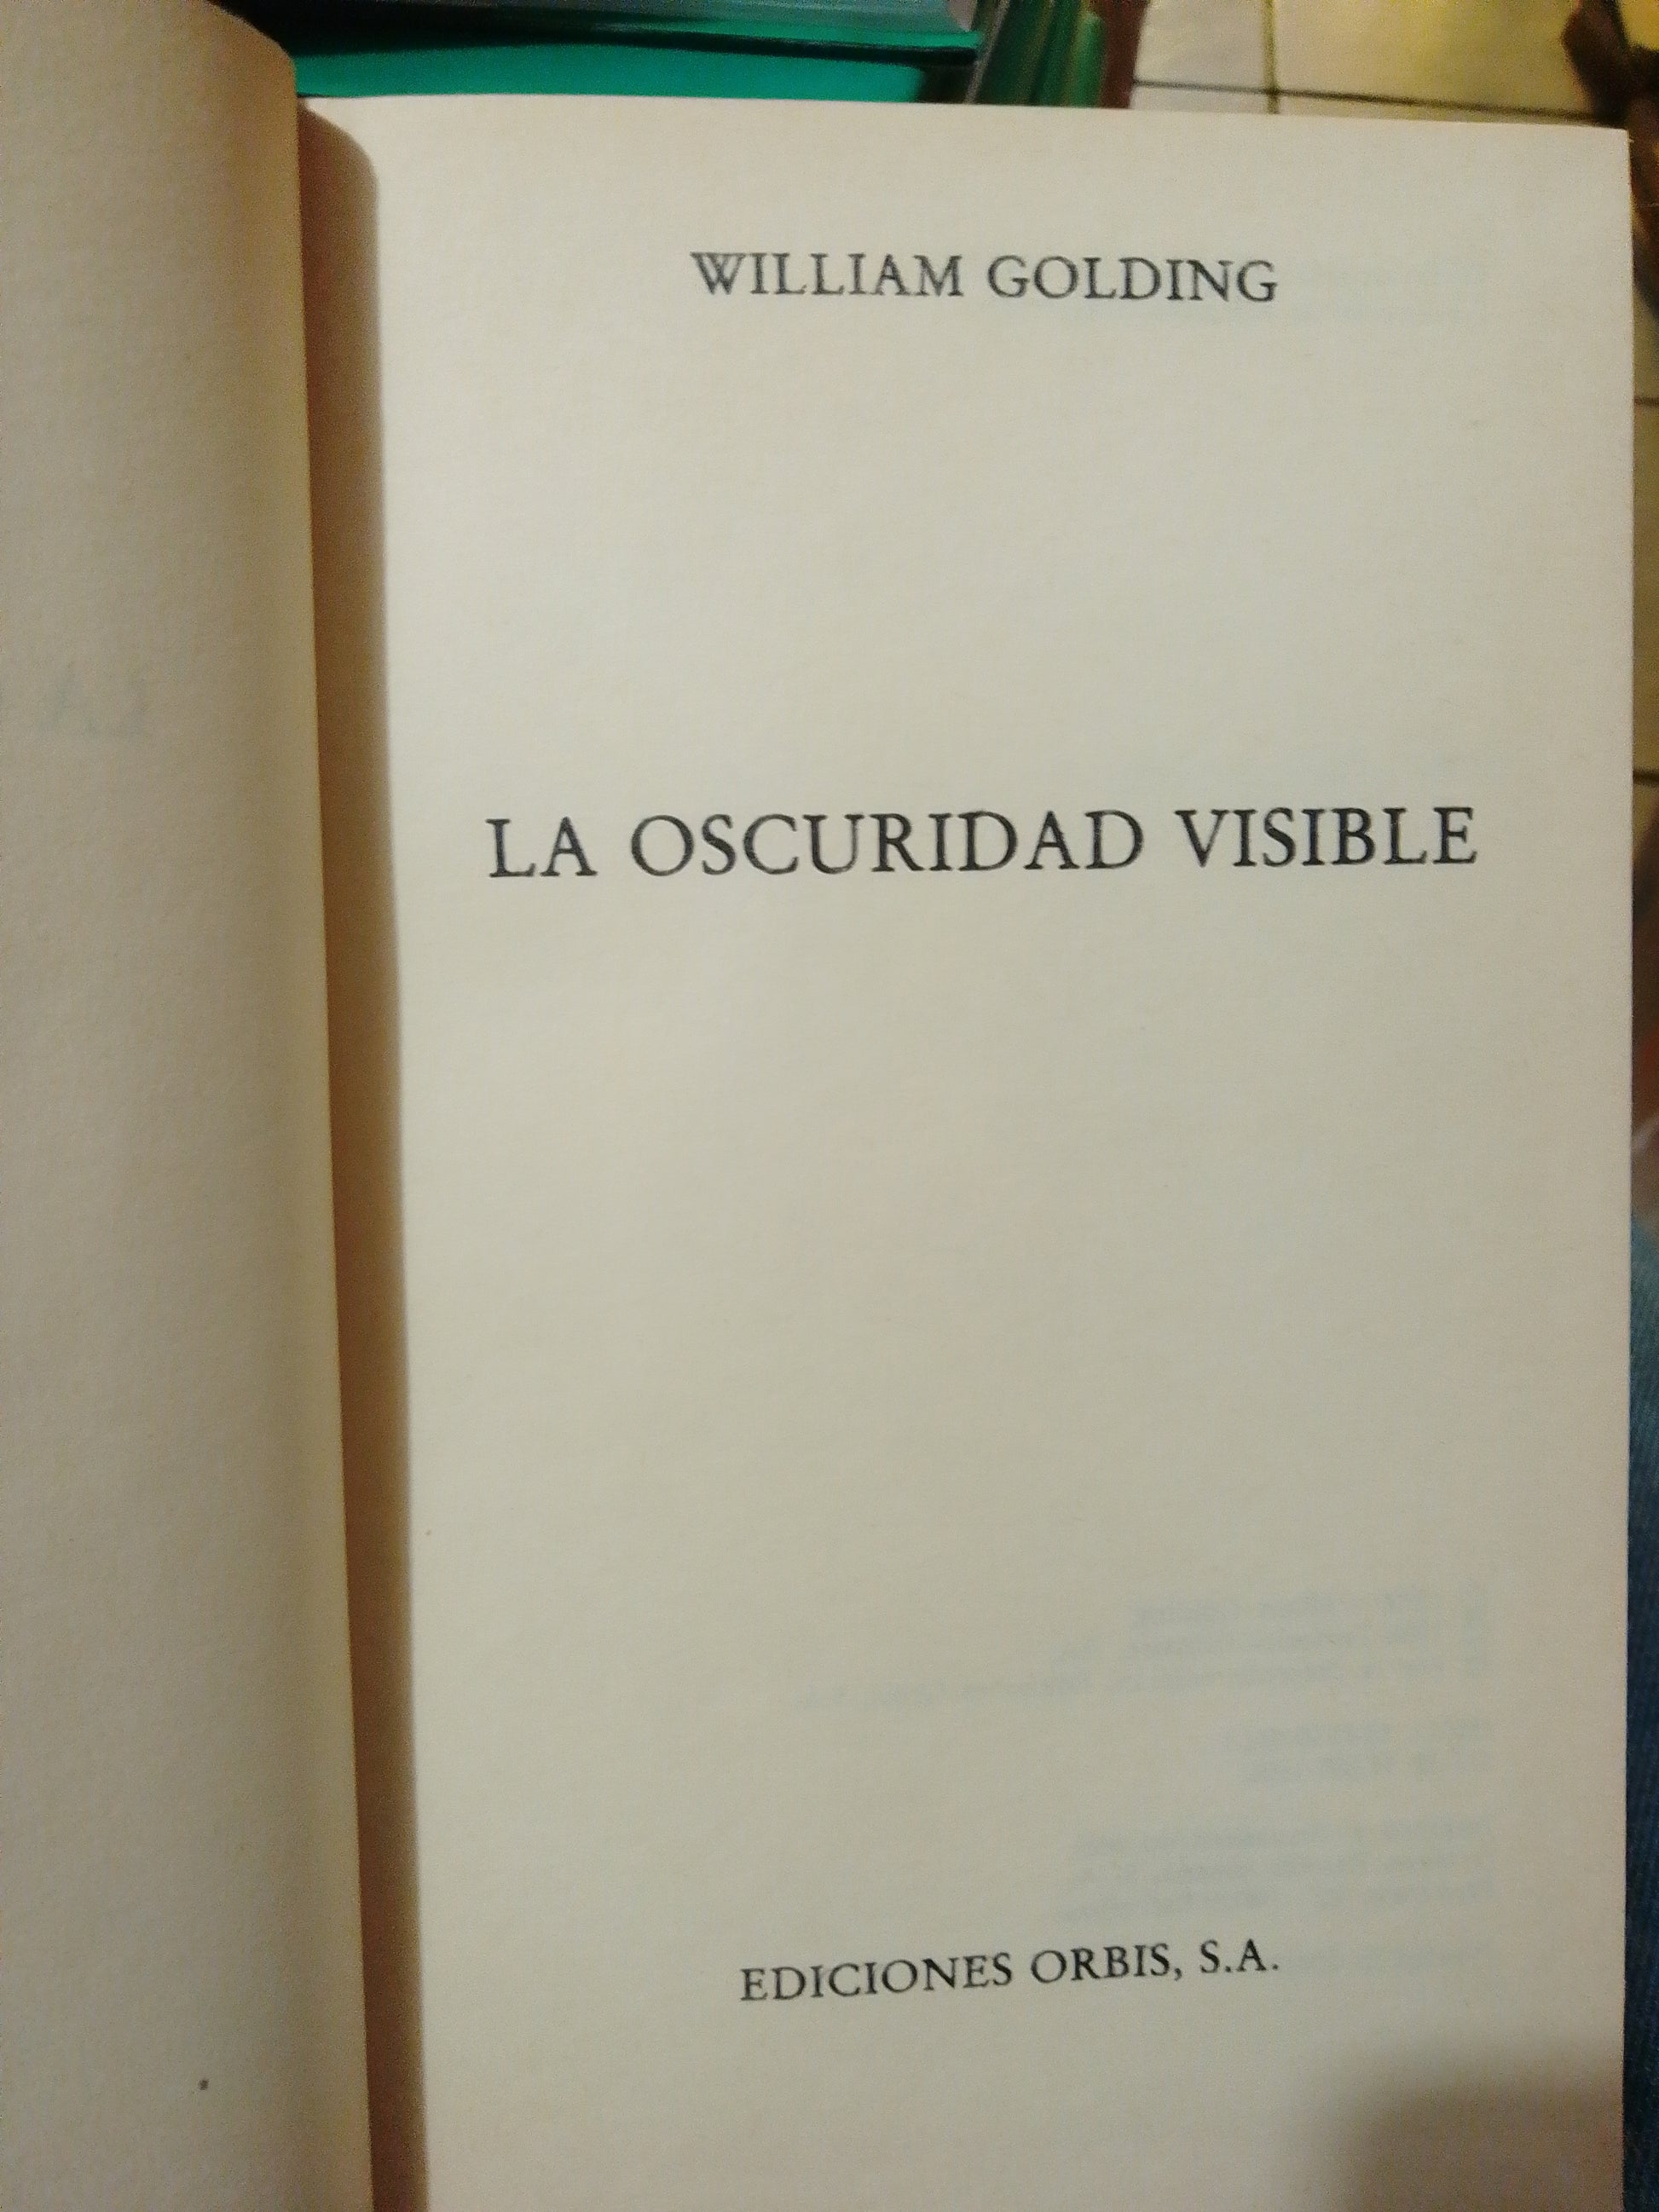 WILLIAM GOLDING
LA OSCURIDAD VISIBLE
EDICIONES ORBIS, S.A.